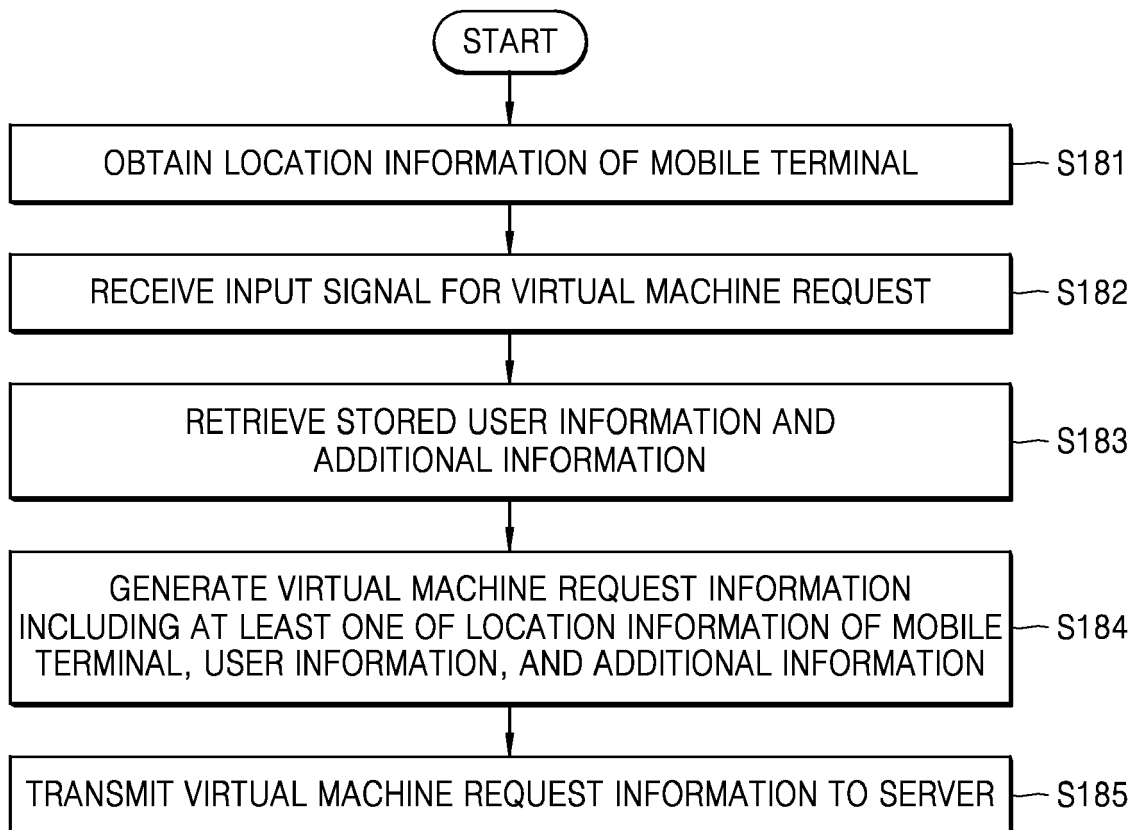 START
OBTAIN LOCATION INFORMATION OF MOBILE TERMINAL
S181
RECEIVE INPUT SIGNAL FOR VIRTUAL MACHINE REQUEST
S182
RETRIEVE STORED USER INFORMATION AND
ADDITIONAL INFORMATION
S183
GENERATE VIRTUAL MACHINE REQUEST INFORMATION
INCLUDING AT LEAST ONE OF LOCATION INFORMATION OF MOBILE
TERMINAL, USER INFORMATION, AND ADDITIONAL INFORMATION
S184
TRANSMIT VIRTUAL MACHINE REQUEST INFORMATION TO SERVER
S185